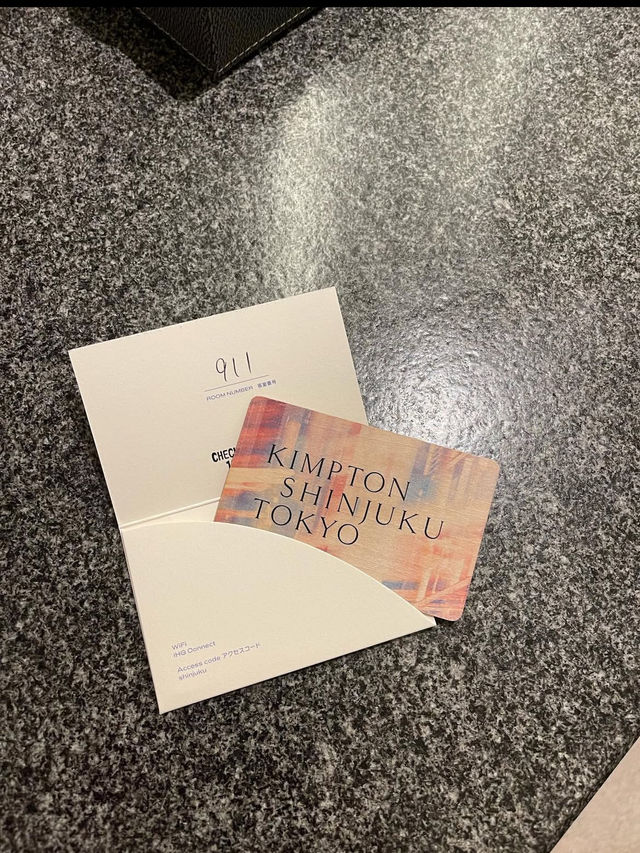 911
ROOM NUMBER 客室番号
KIMPTON
SHINJUKU
TOKYO
WiFi
IHG Connect
Access code アクセスコード
shinjuku